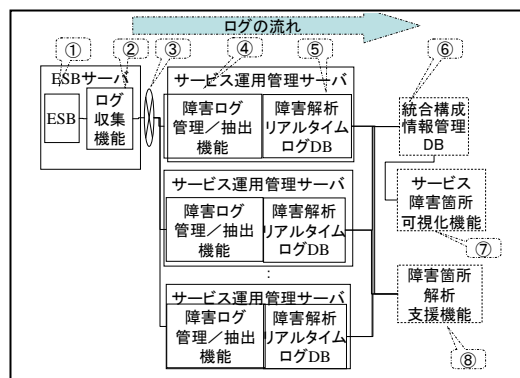 ログの流れ
①
②
③
④
⑤
⑥
ESBサーバ
ESB
ログ
収集
機能
サービス運用管理サーバ
障害ログ
管理／抽出
機能
障害解析
リアルタイム
ログDB
サービス運用管理サーバ
障害ログ
管理／抽出
機能
障害解析
リアルタイム
ログDB
:
サービス運用管理サーバ
障害ログ
管理／抽出
機能
障害解析
リアルタイム
ログDB
統合構成
情報管理
DB
サービス
障害箇所
可視化機能
⑦
障害箇所
解析
支援機能
⑧